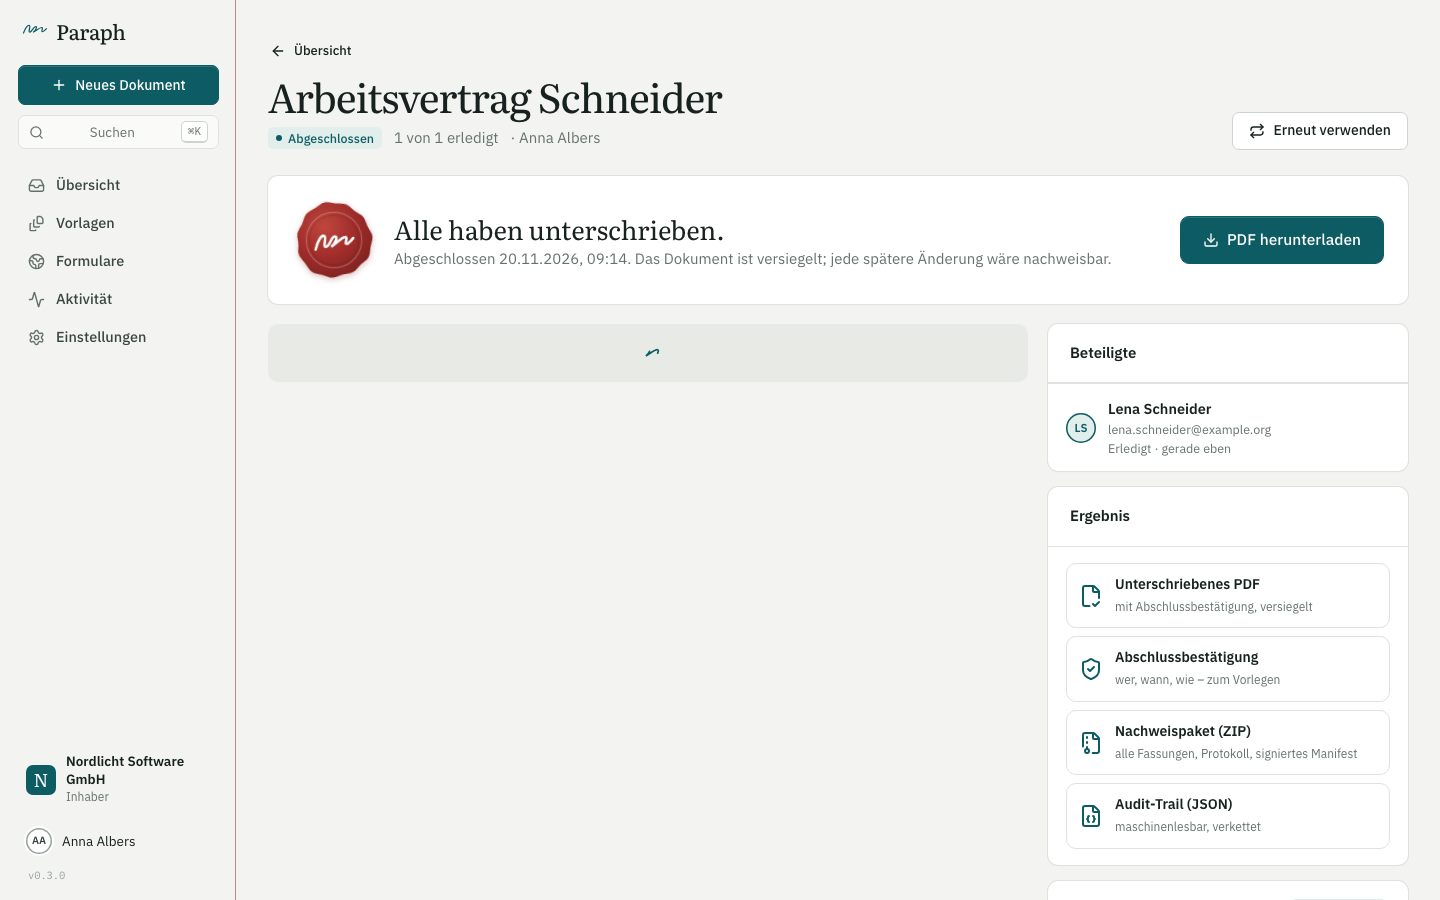 Paraph
Neues Dokument
Suchen ⌘K
Übersicht
Vorlagen
Formulare
Aktivität
Einstellungen
N Nordlicht Software
GmbH
Inhaber
AA Anna Albers
v0.3.0
← Übersicht
Arbeitsvertrag Schneider
Abgeschlossen 1 von 1 erledigt · Anna Albers
Erneut verwenden
Alle haben unterschrieben.
Abgeschlossen 20.11.2026, 09:14. Das Dokument ist versiegelt; jede spätere Änderung wäre nachweisbar.
PDF herunterladen
Beteiligte
LS Lena Schneider
lena.schneider@example.org
Erledigt · gerade eben
Ergebnis
Unterschriebenes PDF
mit Abschlussbestätigung, versiegelt
Abschlussbestätigung
wer, wann, wie – zum Vorlegen
Nachweispaket (ZIP)
alle Fassungen, Protokoll, signiertes Manifest
Audit-Trail (JSON)
maschinenlesbar, verkettet